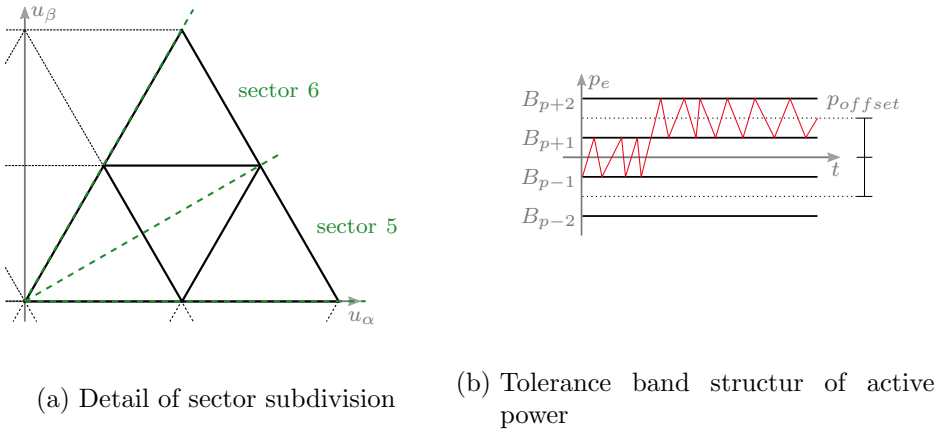 u_β
sector 6
sector 5
u_α
(a) Detail of sector subdivision
p_e
B_{p+2}
p_{offset}
B_{p+1}
t
B_{p−1}
B_{p−2}
(b) Tolerance band structur of active
power